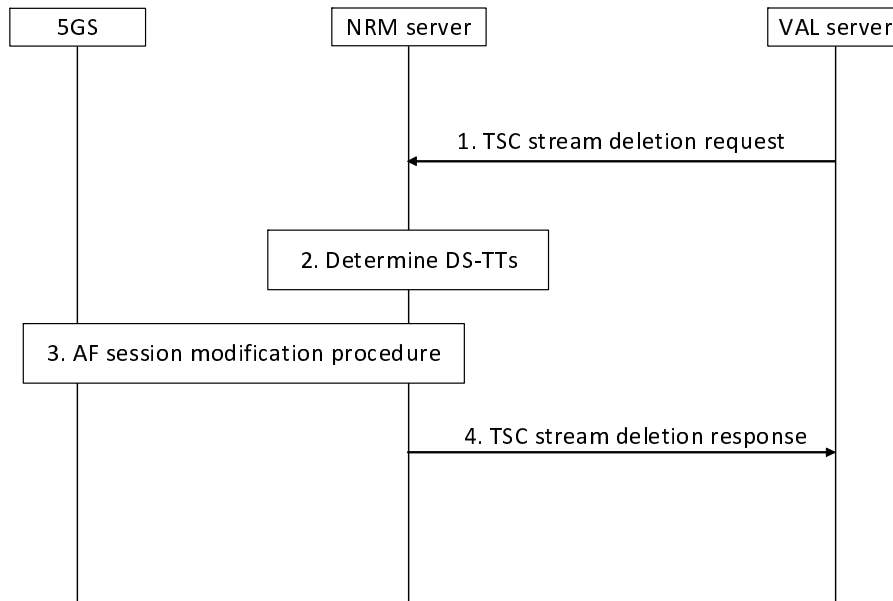 5GS
NRM server
VAL server
1. TSC stream deletion request
2. Determine DS-TTs
3. AF session modification procedure
4. TSC stream deletion response